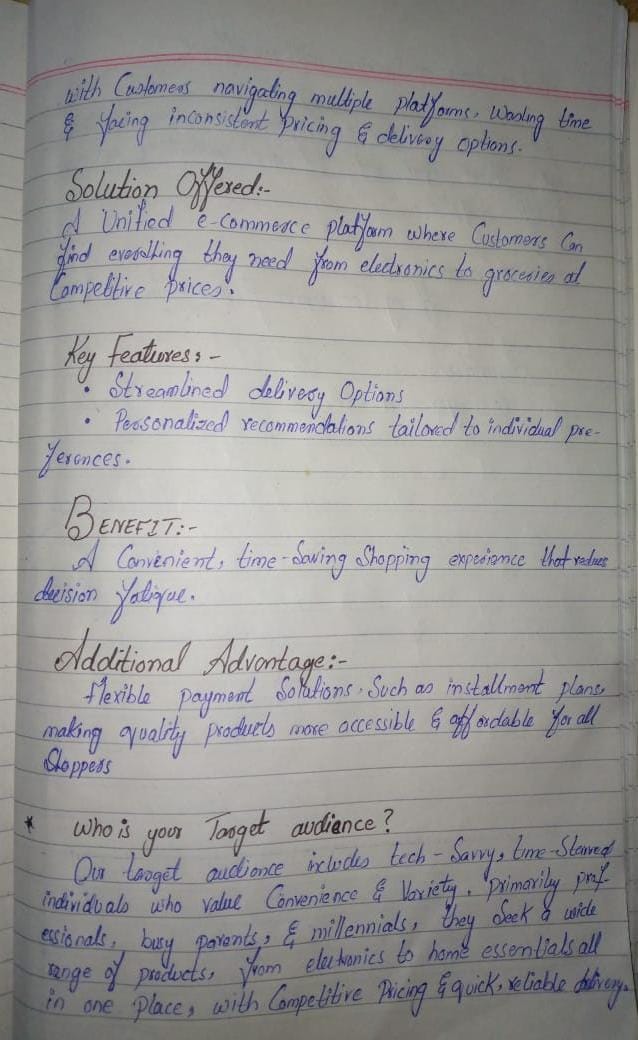 with Customers navigating multiple platforms, Wasting time
& facing inconsistent pricing & delivery options.
Solution Offered:-
A Unified e-commerce platform where Customers Can
find everything they need from electronics to groceries at
Competitive prices.
Key Features:-
• Streamlined delivery Options
• Personalized recommendations tailored to individual pre-
ferences.
BENEFIT:-
A Convenient, time-Saving Shopping experience that reduces
decision fatigue.
Additional Advantage:-
flexible payment Solutions, Such as installment plans,
making quality products more accessible & affordable for all
Shoppers
* Who is your Target audience?
Our target audience includes tech-Savvy, time-Starved
individuals who value Convenience & Variety. Primarily prof-
essionals, busy parents, & millennials, they Seek a wide
range of products, from electronics to home essentials all
in one place, with Competitive Pricing & quick, reliable delivery.